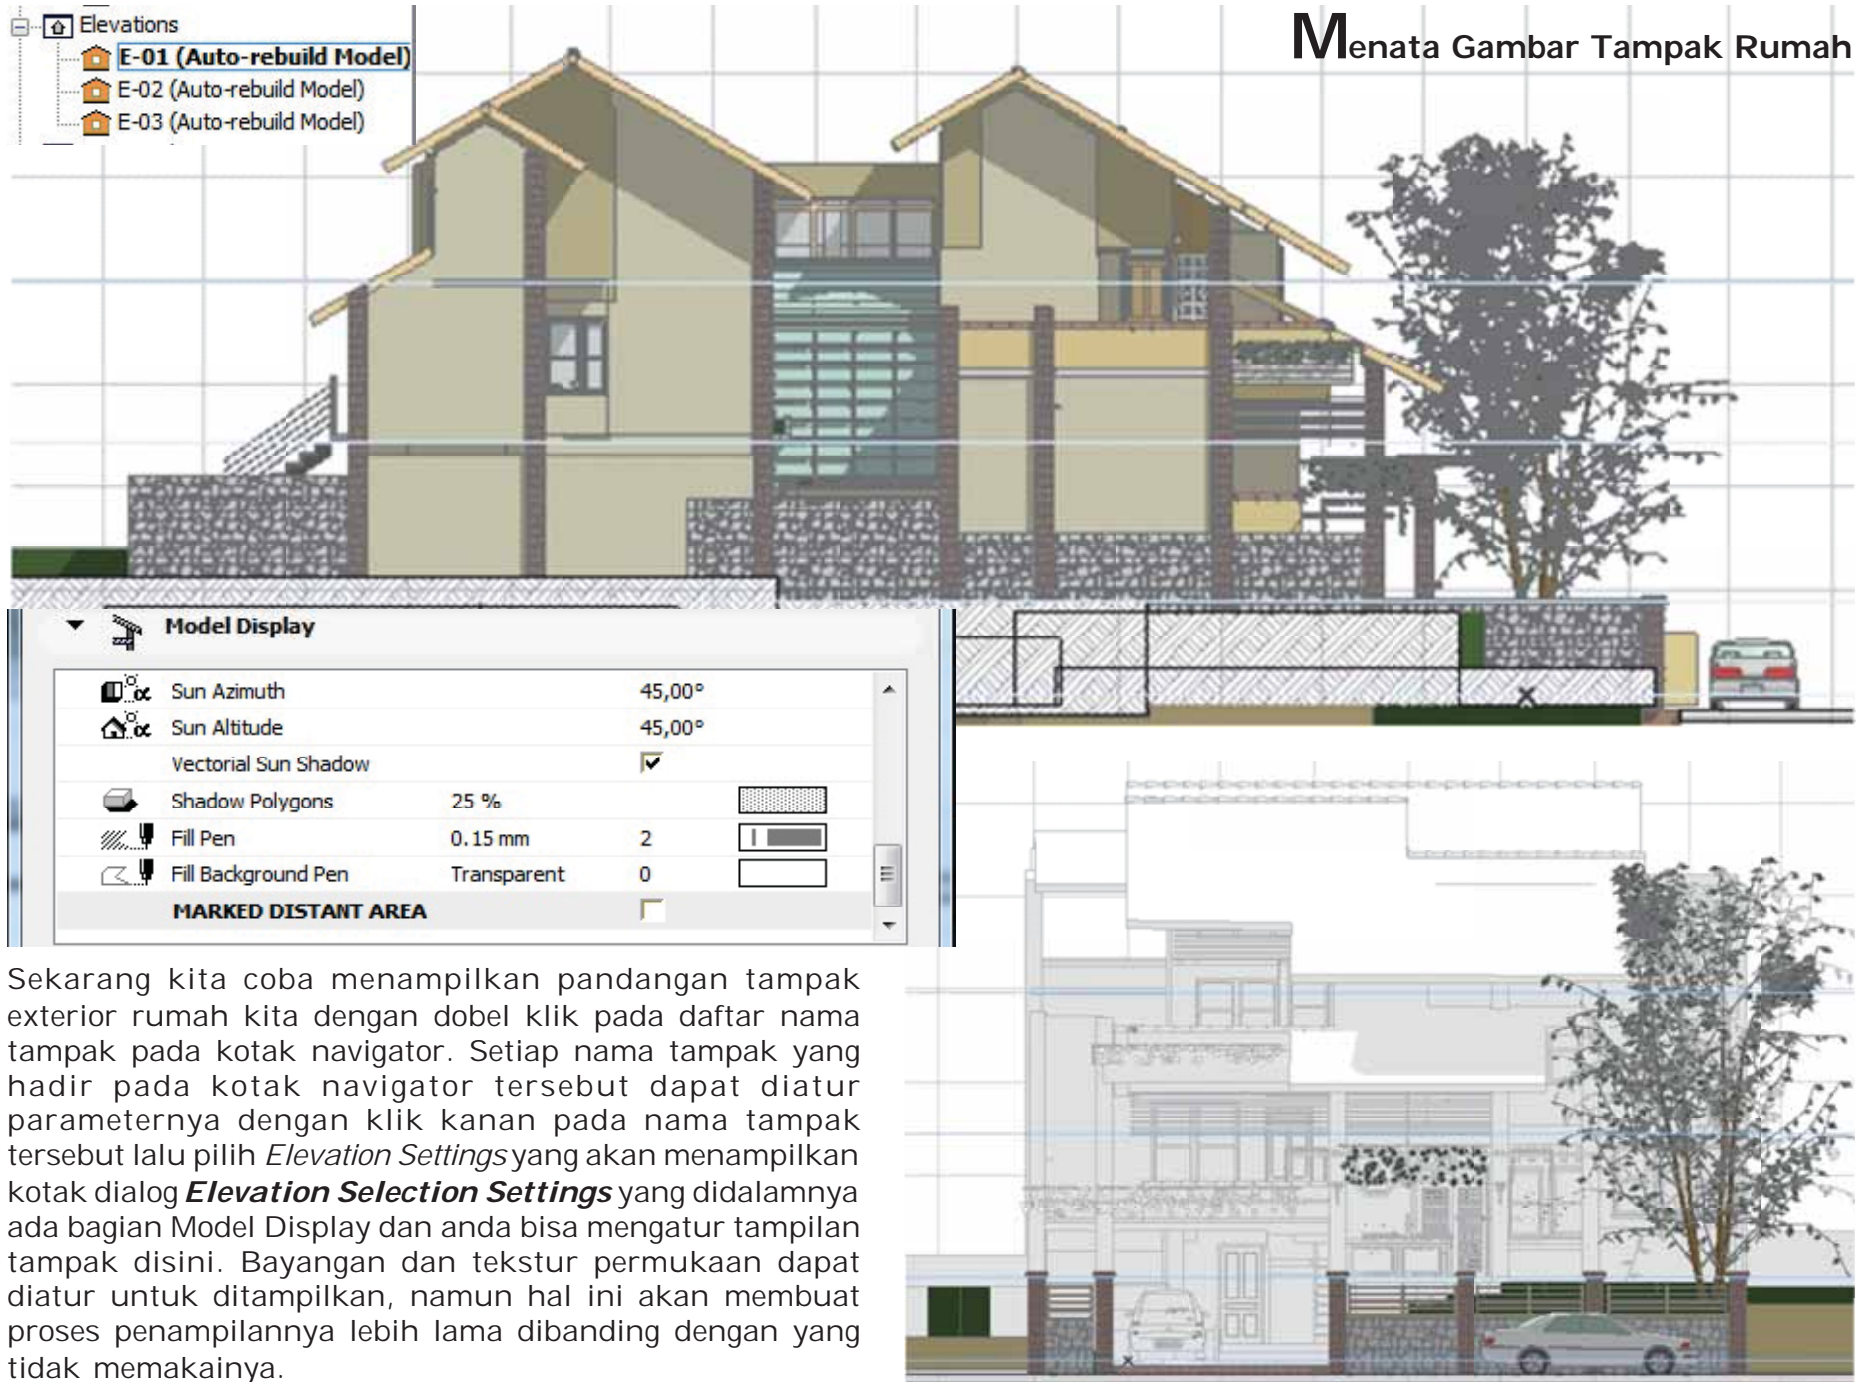 Elevations
E-01 (Auto-rebuild Model)
E-02 (Auto-rebuild Model)
E-03 (Auto-rebuild Model)
Menata Gambar Tampak Rumah
Model Display
Sun Azimuth 45,00°
Sun Altitude 45,00°
Vectorial Sun Shadow
Shadow Polygons 25 %
Fill Pen 0.15 mm 2
Fill Background Pen Transparent 0
MARKED DISTANT AREA
Sekarang kita coba menampilkan pandangan tampak
exterior rumah kita dengan dobel klik pada daftar nama
tampak pada kotak navigator. Setiap nama tampak yang
hadir pada kotak navigator tersebut dapat diatur
parameternya dengan klik kanan pada nama tampak
tersebut lalu pilih Elevation Settings yang akan menampilkan
kotak dialog Elevation Selection Settings yang didalamnya
ada bagian Model Display dan anda bisa mengatur tampilan
tampak disini. Bayangan dan tekstur permukaan dapat
diatur untuk ditampilkan, namun hal ini akan membuat
proses penampilannya lebih lama dibanding dengan yang
tidak memakainya.